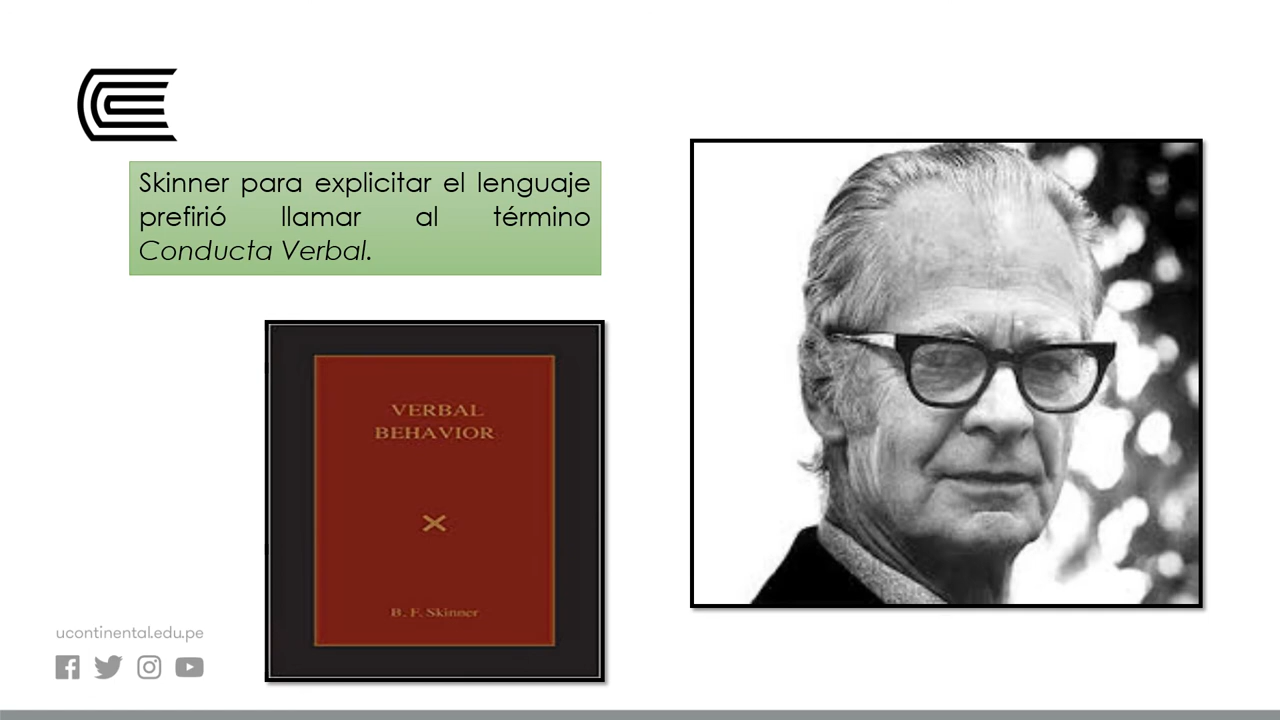 Skinner para explicitar el lenguaje
prefirió llamar al término
Conducta Verbal.
VERBAL
BEHAVIOR
B. F. Skinner
ucontinental.edu.pe